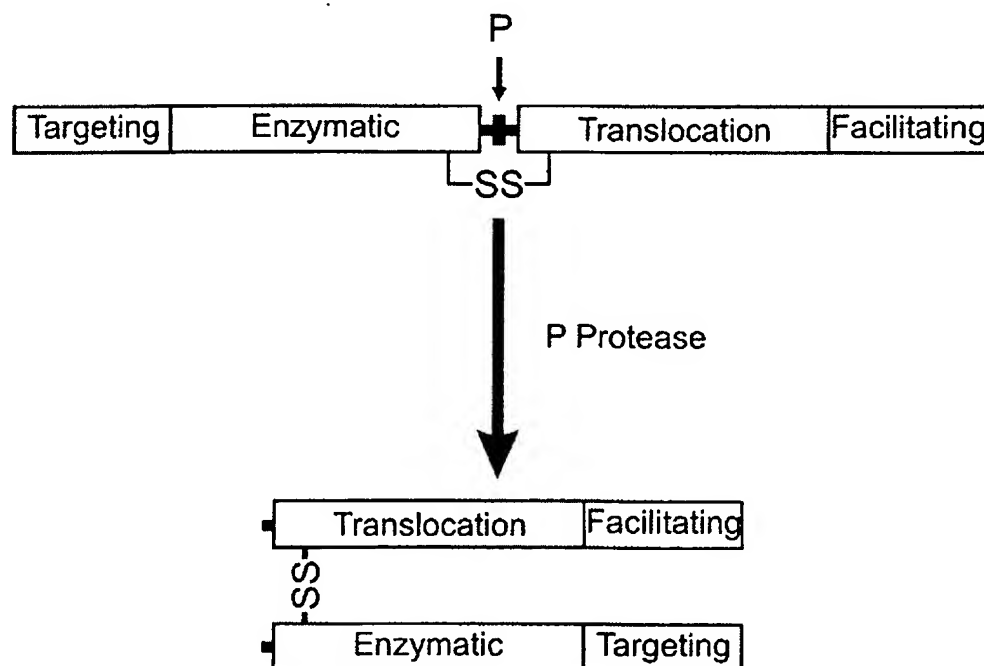 P
Targeting Enzymatic Translocation Facilitating
SS
P Protease
Translocation Facilitating
SS
Enzymatic Targeting